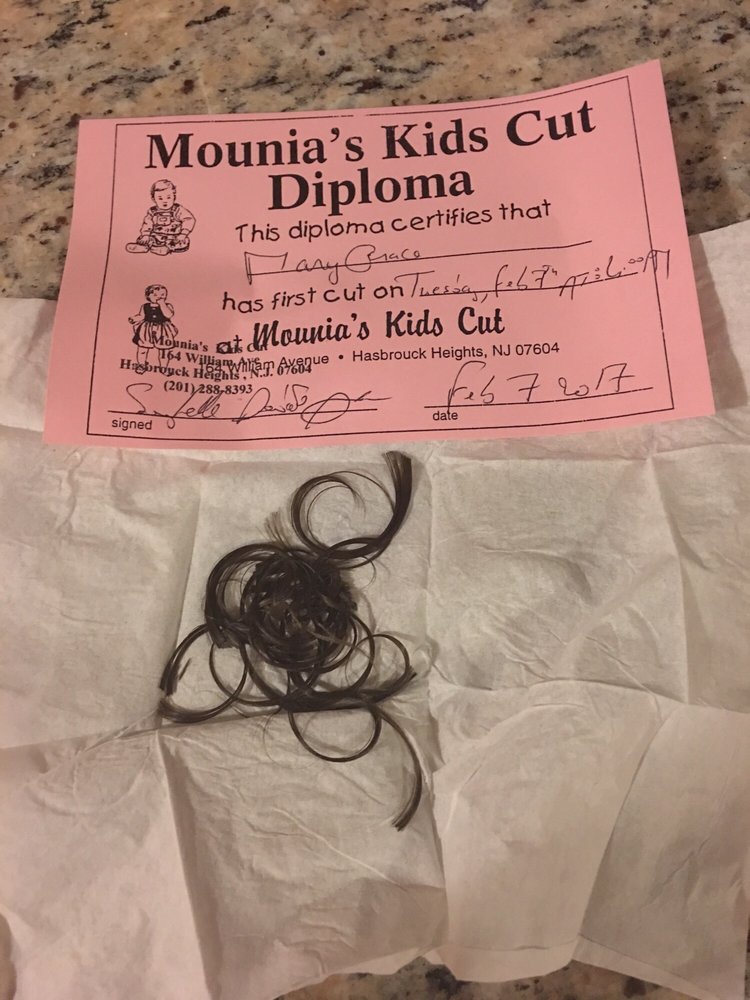 Mounia's Kids Cut
Diploma
This diploma certifies that
Mary Grace
has first cut on Tuesday, Feb 7th AT
at Mounia's Kids Cut
164 William Avenue • Hasbrouck Heights, NJ 07604
Mounia's Kids Cut
164 William Ave
Hasbrouck Heights, N.J. 07604
(201) 288-8393
Feb 7 2017
signed
date